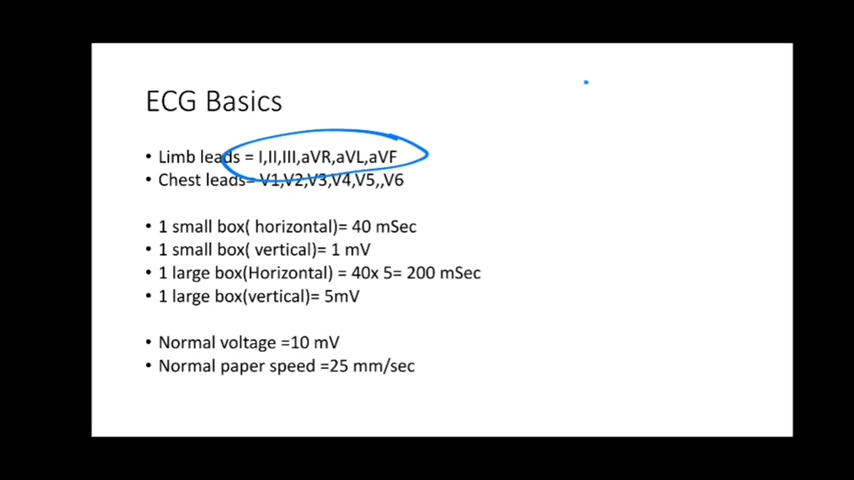 ECG Basics
• Limb leads = I,II,III,aVR,aVL,aVF
• Chest leads= V1,V2,V3,V4,V5,,V6
• 1 small box( horizontal)= 40 mSec
• 1 small box( vertical)= 1 mV
• 1 large box(Horizontal) = 40x 5= 200 mSec
• 1 large box(vertical)= 5mV
• Normal voltage =10 mV
• Normal paper speed =25 mm/sec